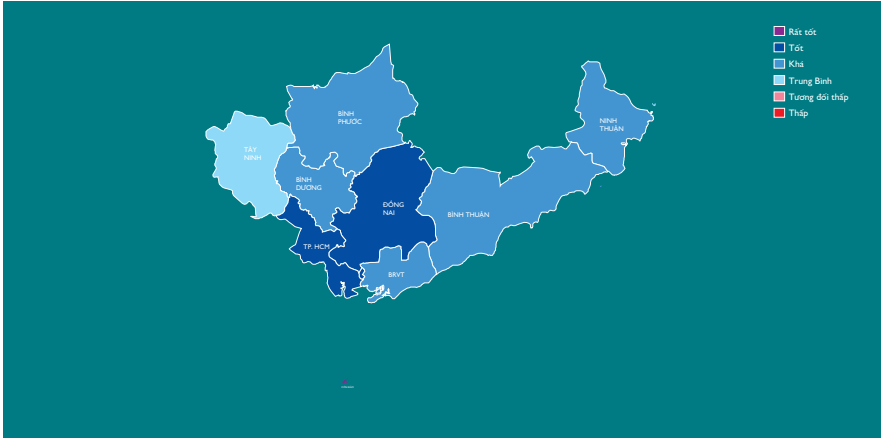 Rất tốt
Tốt
Khá
Trung Bình
Tương đối thấp
Thấp
BÌNH
PHƯỚC
NINH
THUẬN
TÂY
NINH
BÌNH
DƯƠNG
ĐỒNG
NAI
BÌNH THUẬN
TP. HCM
BRVT